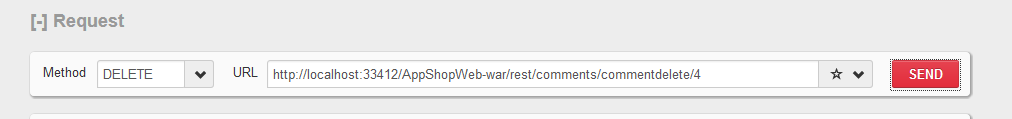 [-] Request
Method DELETE URL http://localhost:33412/AppShopWeb-war/rest/comments/commentdelete/4 SEND